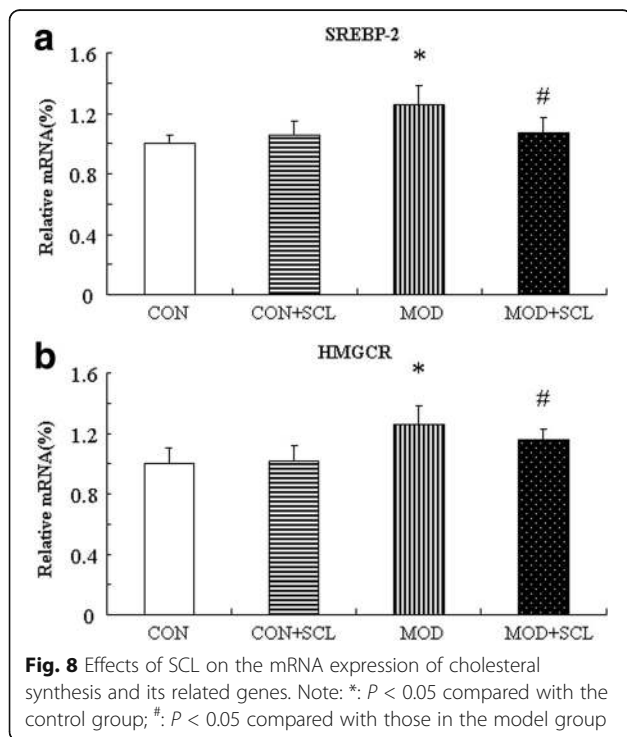 a
SREBP-2
Relative mRNA(%)
1.6
1.2
0.8
0.4
0
*
#
CON CON+SCL MOD MOD+SCL
b
HMGCR
Relative mRNA(%)
1.6
1.2
0.8
0.4
0
*
#
CON CON+SCL MOD MOD+SCL
Fig. 8 Effects of SCL on the mRNA expression of cholesteral
synthesis and its related genes. Note: *: P < 0.05 compared with the
control group; #: P < 0.05 compared with those in the model group